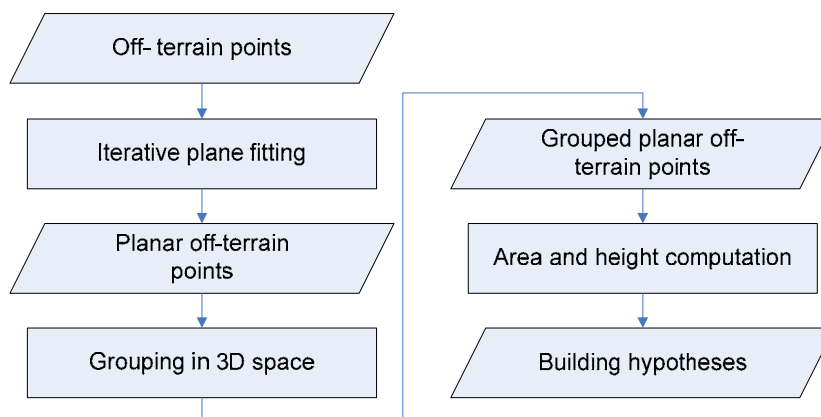 Off- terrain points
Iterative plane fitting
Planar off-terrain
points
Grouping in 3D space
Grouped planar off-
terrain points
Area and height computation
Building hypotheses